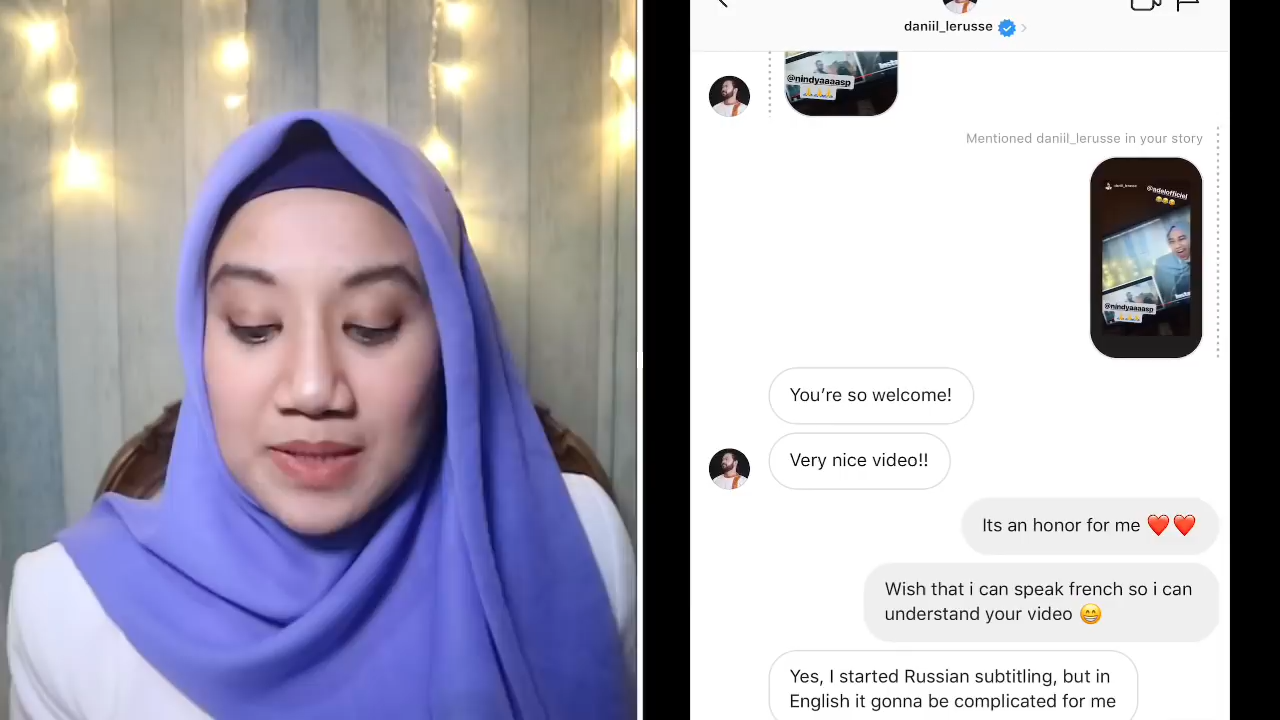 daniil_lerusse
@nindyaaaasp
🙏🙏🙏
Mentioned daniil_lerusse in your story
@adelofficiel
😂😂😂
@nindyaaaasp
🙏🙏🙏
You're so welcome!
Very nice video!!
Its an honor for me ❤️❤️
Wish that i can speak french so i can
understand your video 😁
Yes, I started Russian subtitling, but in
English it gonna be complicated for me